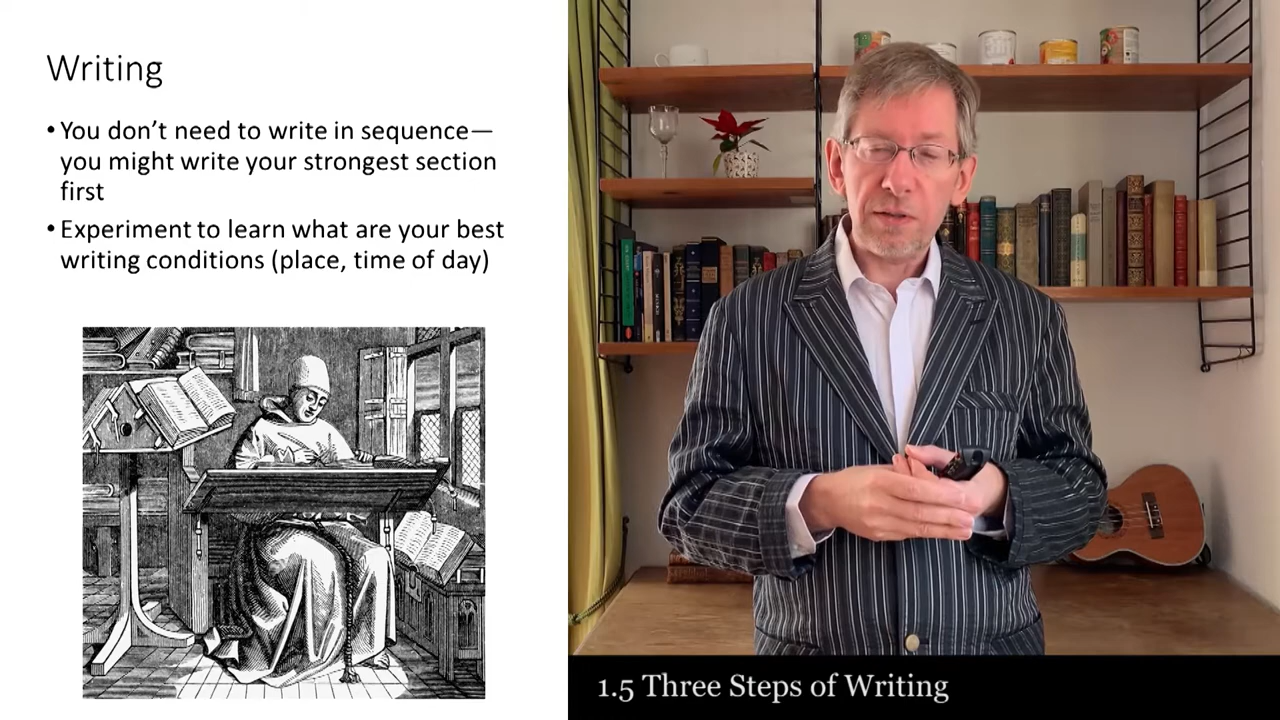 Writing
• You don’t need to write in sequence—
you might write your strongest section
first
• Experiment to learn what are your best
writing conditions (place, time of day)
1.5 Three Steps of Writing